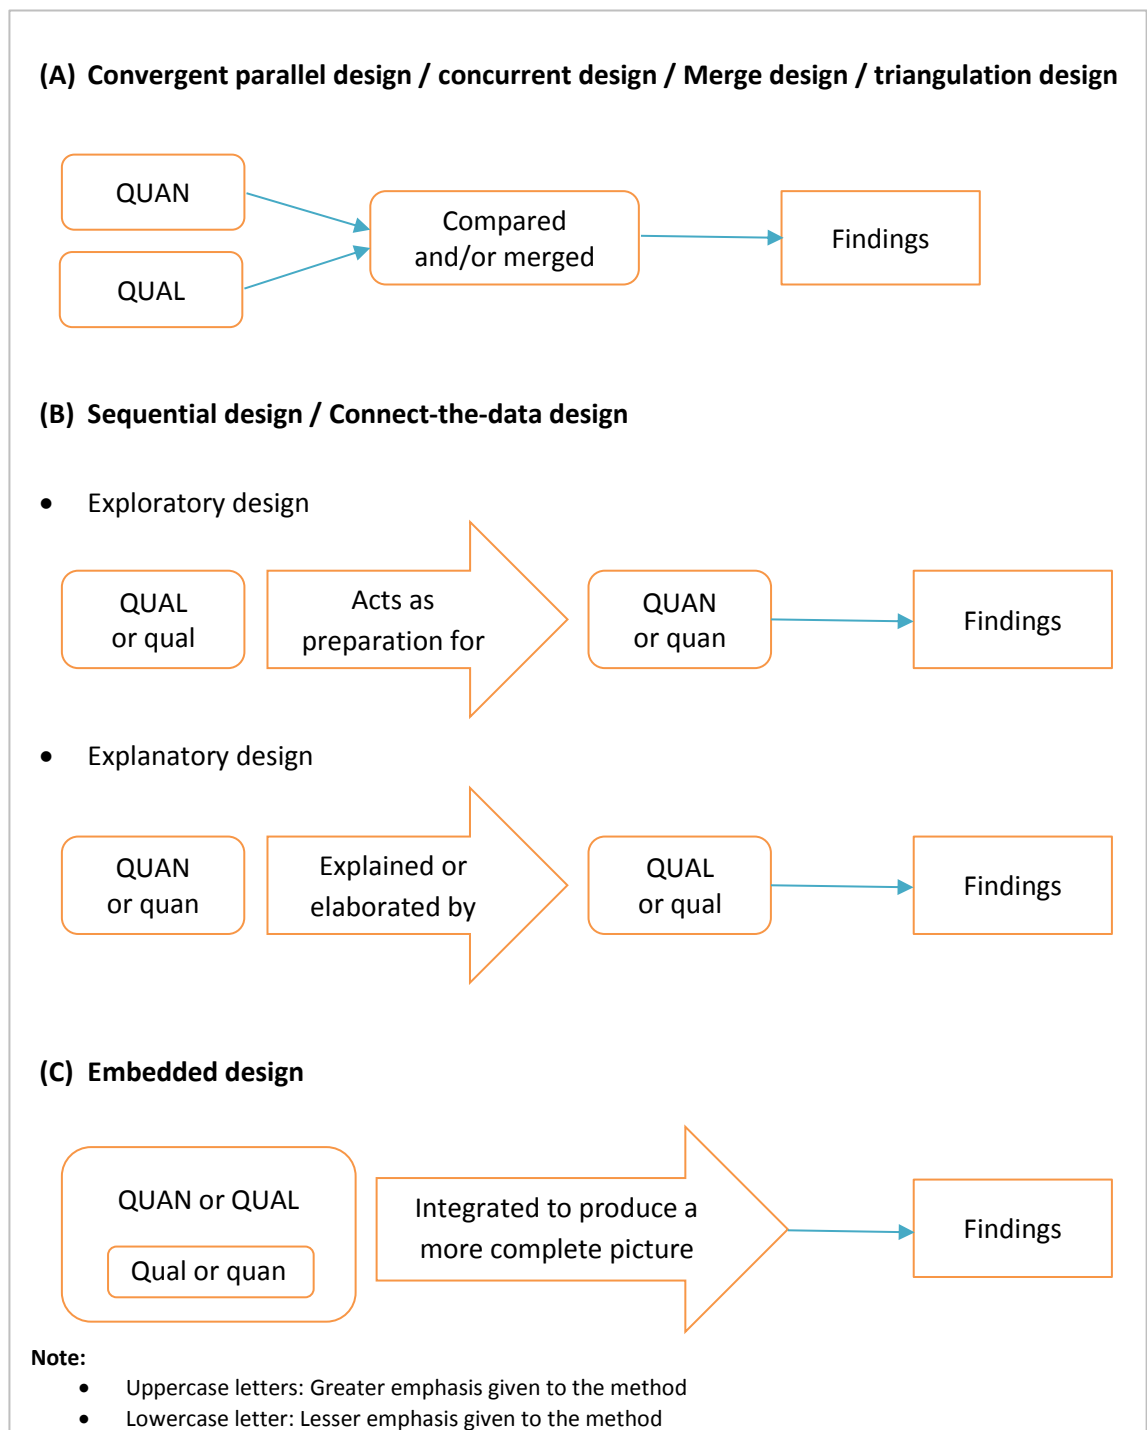 (A) Convergent parallel design / concurrent design / Merge design / triangulation design
QUAN
QUAL
Compared
and/or merged
Findings
(B) Sequential design / Connect-the-data design
• Exploratory design
QUAL
or qual
Acts as
preparation for
QUAN
or quan
Findings
• Explanatory design
QUAN
or quan
Explained or
elaborated by
QUAL
or qual
Findings
(C) Embedded design
QUAN or QUAL
Qual or quan
Integrated to produce a
more complete picture
Findings
Note:
• Uppercase letters: Greater emphasis given to the method
• Lowercase letter: Lesser emphasis given to the method